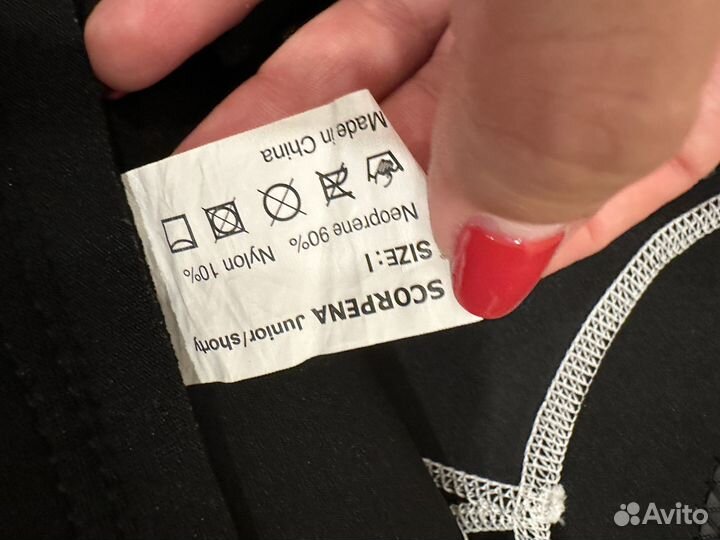 SCORPENA Junior/shorty
SIZE: I
Neoprene 90% Nylon 10%
Made in China
Avito